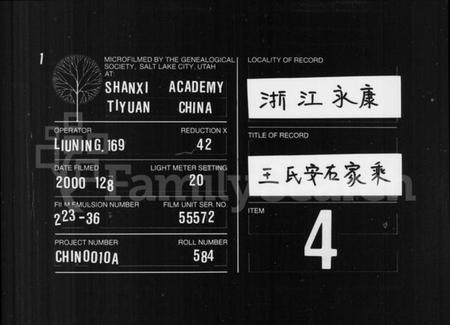 1
MICROFILMED BY THE GENEALOGICAL
SOCIETY, SALT LAKE CITY, UTAH
AT:
SHANXI ACADEMY
TIYUAN CHINA
OPERATOR REDUCTION X
LIUNING, 169 42
DATE FILMED LIGHT METER SETTING
2000 128 20
FILM EMULSION NUMBER FILM UNIT SER. NO.
223-36 55572
PROJECT NUMBER ROLL NUMBER
CHIN0010A 584
LOCALITY OF RECORD
浙江永康
TITLE OF RECORD
王氏安右家乘
ITEM
4
FamilySearch